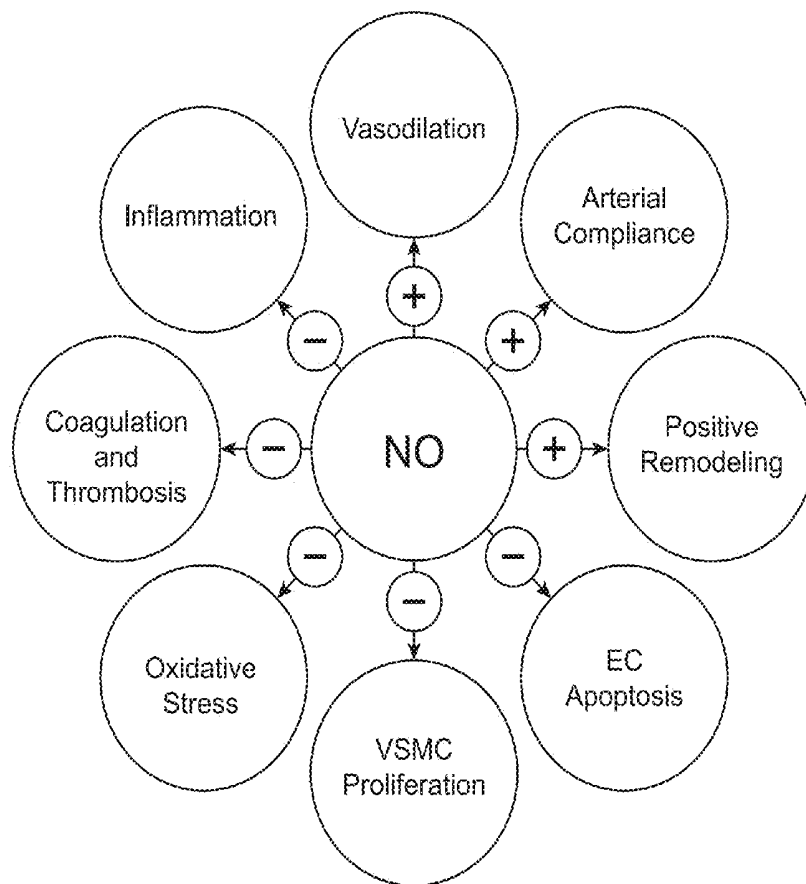 Vasodilation
Inflammation
Arterial
Compliance
+
−
+
Coagulation
and
Thrombosis
−
NO
+
Positive
Remodeling
−
−
−
Oxidative
Stress
EC
Apoptosis
VSMC
Proliferation